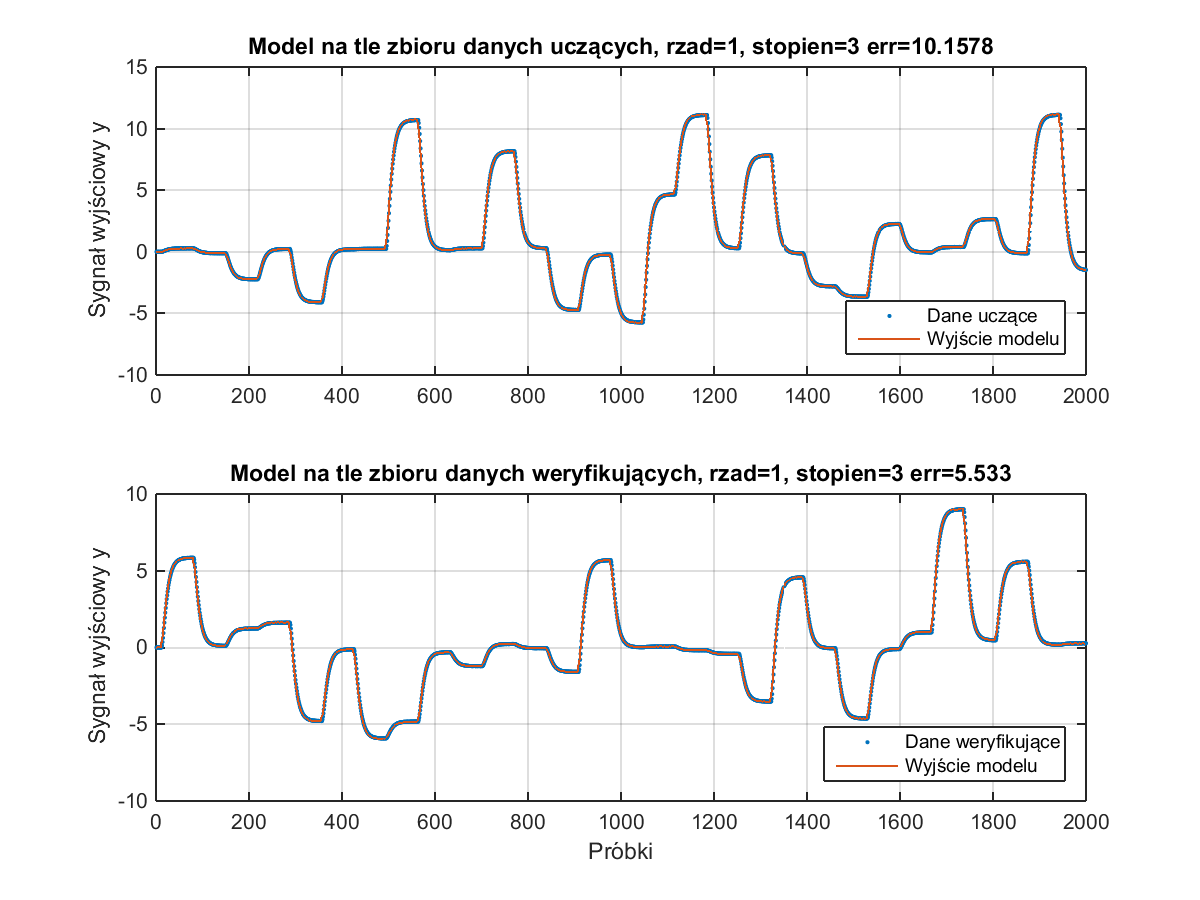 Model na tle zbioru danych uczących, rzad=1, stopien=3 err=10.1578
15
10
5
0
-5
-10
Sygnał wyjściowy y
Dane uczące
Wyjście modelu
0 200 400 600 800 1000 1200 1400 1600 1800 2000
Model na tle zbioru danych weryfikujących, rzad=1, stopien=3 err=5.533
10
5
0
-5
-10
Sygnał wyjściowy y
Dane weryfikujące
Wyjście modelu
0 200 400 600 800 1000 1200 1400 1600 1800 2000
Próbki